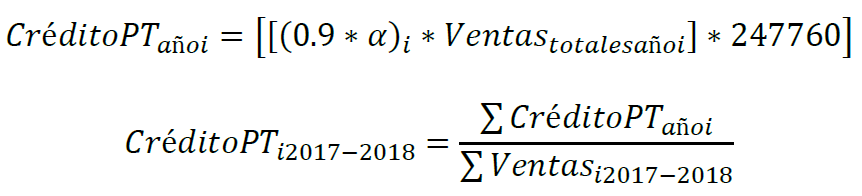 CréditoPT_añoi = [[(0.9 * α)_i * Ventas_totalesañoi] * 247760]
CréditoPT_i2017−2018 = ∑ CréditoPT_añoi / ∑ Ventas_i2017−2018